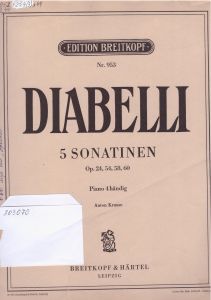 EDITION BREITKOPF
Nr. 953
DIABELLI
5 SONATINEN
Op. 24, 54, 58, 60
Piano 4händig
Anton Krause
BREITKOPF & HÄRTEL
LEIPZIG